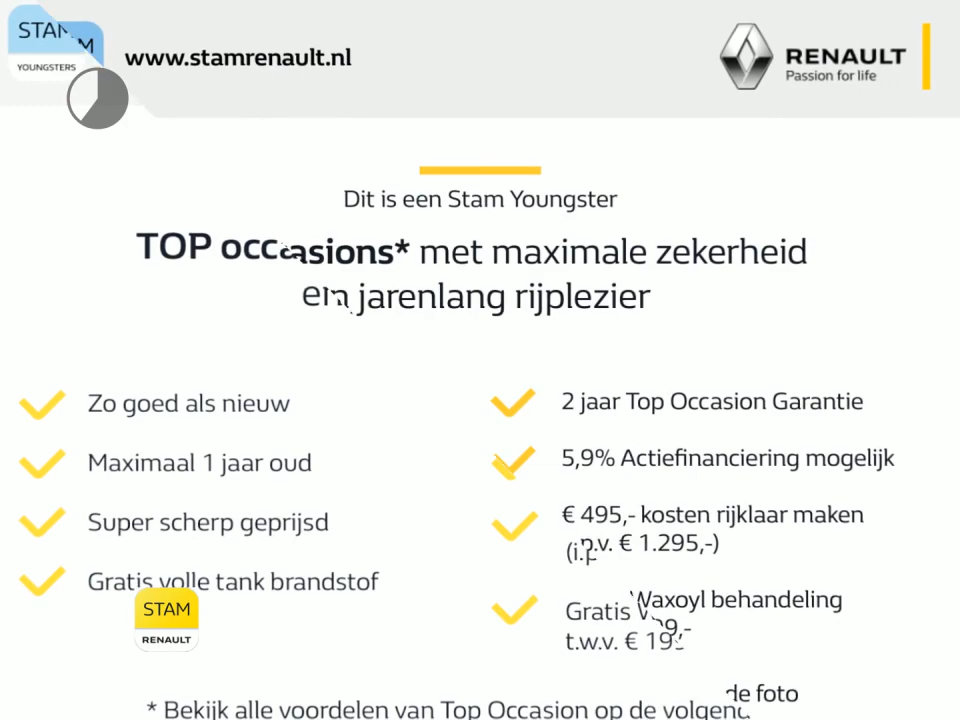 STAM
YOUNGSTERS
www.stamrenault.nl
RENAULT
Passion for life
Dit is een Stam Youngster
TOP occasions* met maximale zekerheid
en jarenlang rijplezier
Zo goed als nieuw
Maximaal 1 jaar oud
Super scherp geprijsd
Gratis volle tank brandstof
2 jaar Top Occasion Garantie
5,9% Actiefinanciering mogelijk
€ 495,- kosten rijklaar maken
(i.p.v. € 1.295,-)
Gratis Waxoyl behandeling
t.w.v. € 199,-
STAM
RENAULT
* Bekijk alle voordelen van Top Occasion op de volgende foto